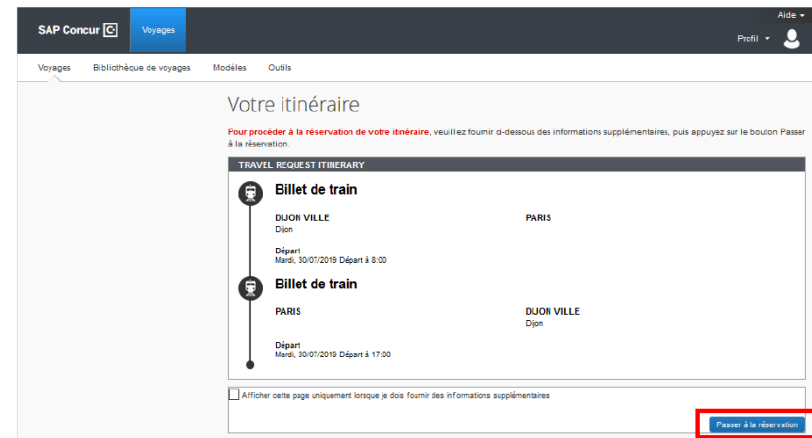 Aide
SAP Concur C Voyages
Profil
Voyages Bibliothèque de voyages Modèles Outils
Votre itinéraire
Pour procéder à la réservation de votre itinéraire, veuillez fournir ci-dessous des informations supplémentaires, puis appuyez sur le bouton Passer
à la réservation.
TRAVEL REQUEST ITINERARY
Billet de train
DIJON VILLE PARIS
Dijon
Départ
Mardi, 30/07/2019 Départ à 8:00
Billet de train
PARIS DIJON VILLE
Dijon
Départ
Mardi, 30/07/2019 Départ à 17:00
Afficher cette page uniquement lorsque je dois fournir des informations supplémentaires
Passer à la réservation